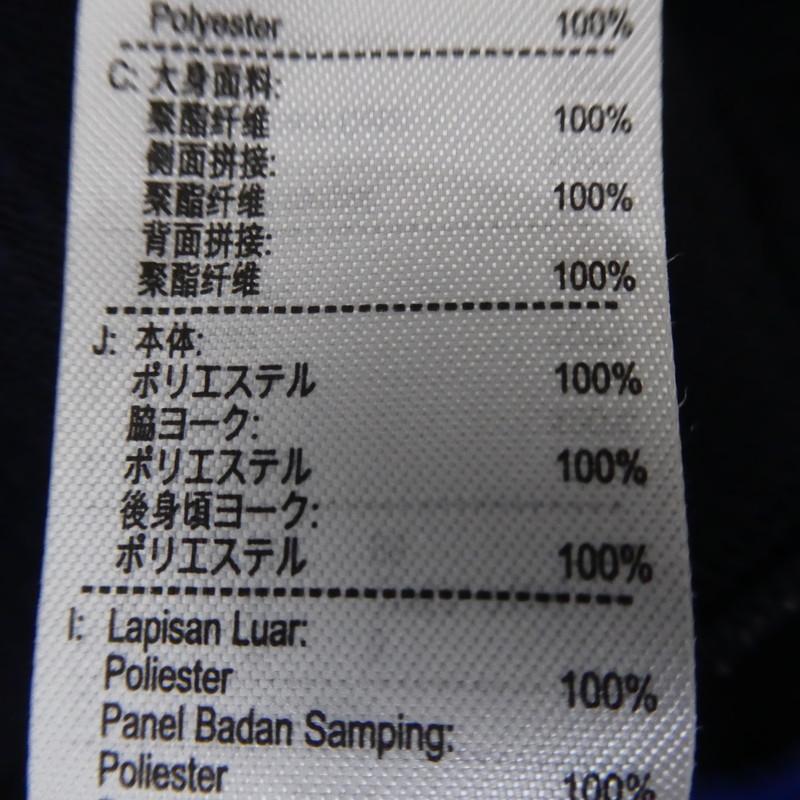 Polyester 100%
C: 大身面料:
聚酯纤维 100%
侧面拼接:
聚酯纤维 100%
背面拼接:
聚酯纤维 100%
J: 本体:
ポリエステル 100%
脇ヨーク:
ポリエステル 100%
後身頃ヨーク:
ポリエステル 100%
I: Lapisan Luar:
Poliester 100%
Panel Badan Samping:
Poliester 100%